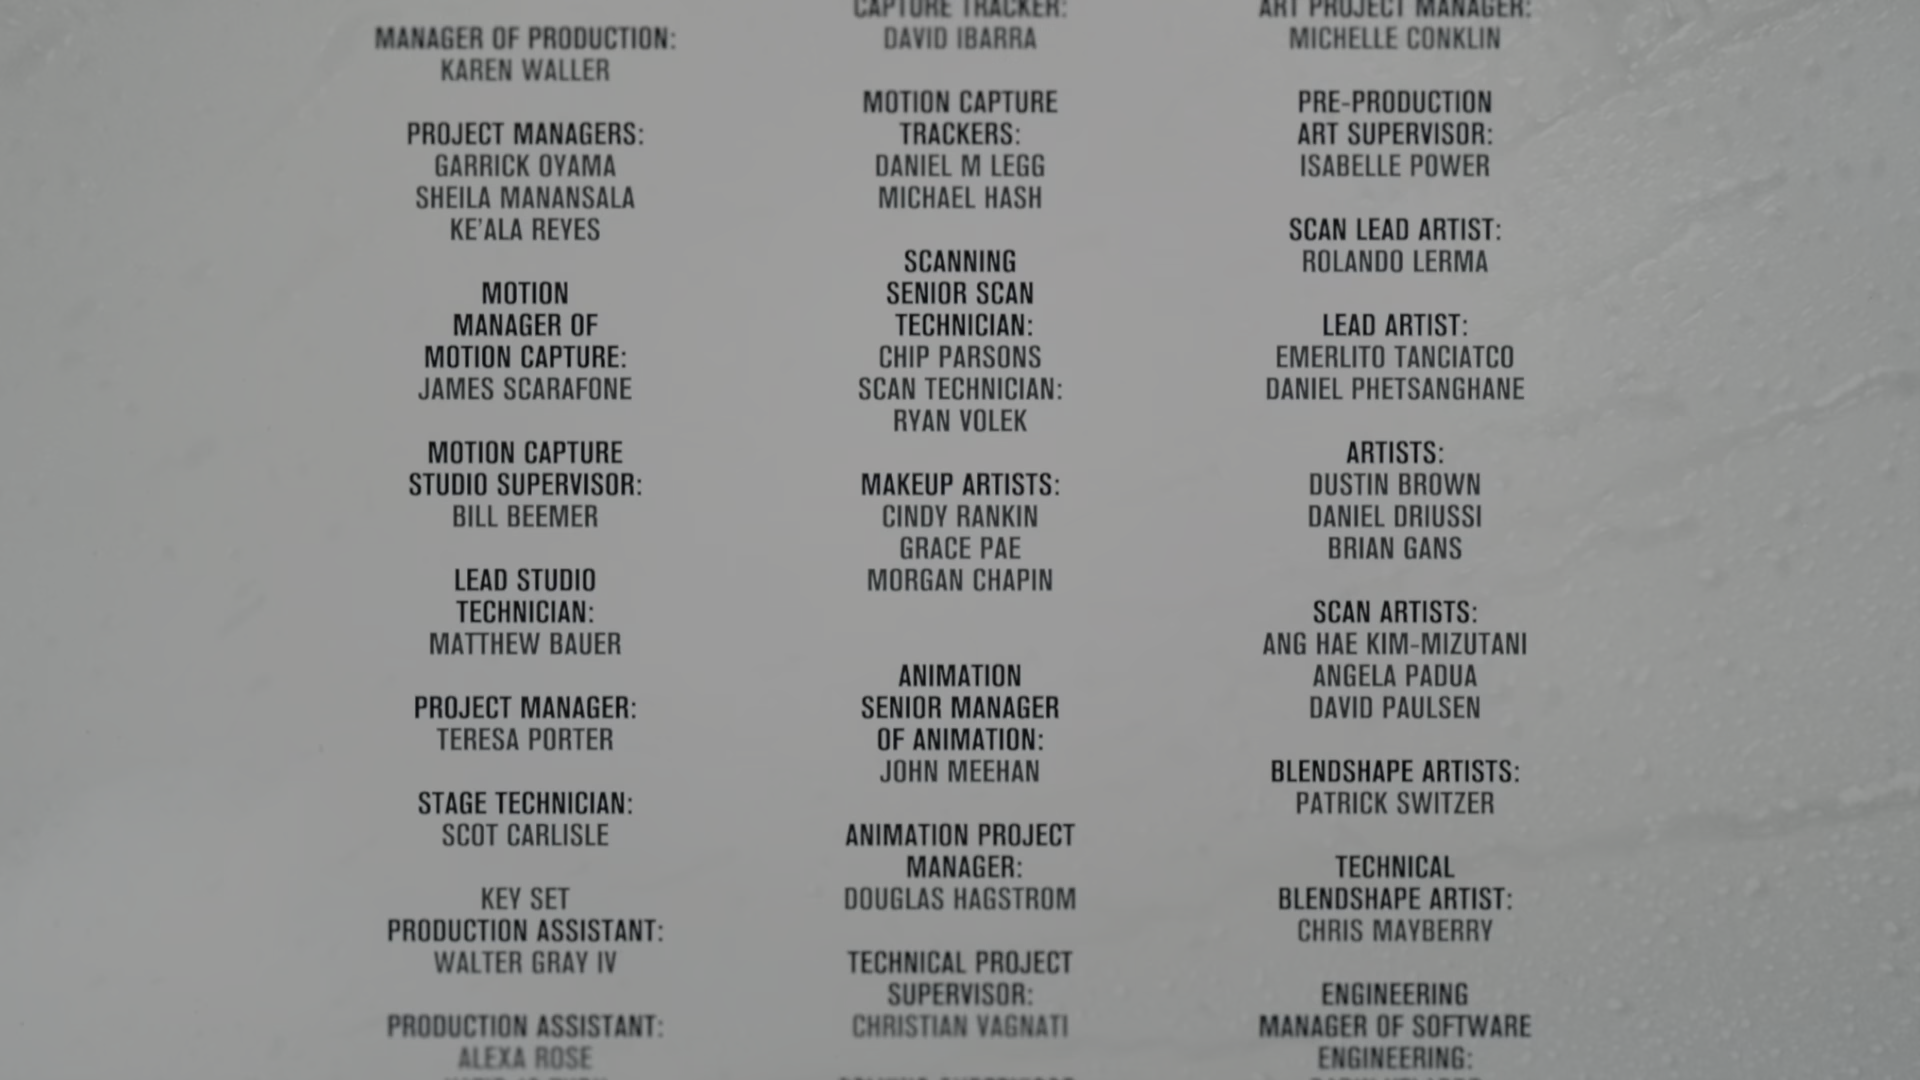 MANAGER OF PRODUCTION:
KAREN WALLER
PROJECT MANAGERS:
GARRICK OYAMA
SHEILA MANANSALA
KE'ALA REYES
MOTION
MANAGER OF
MOTION CAPTURE:
JAMES SCARAFONE
MOTION CAPTURE
STUDIO SUPERVISOR:
BILL BEEMER
LEAD STUDIO
TECHNICIAN:
MATTHEW BAUER
PROJECT MANAGER:
TERESA PORTER
STAGE TECHNICIAN:
SCOT CARLISLE
KEY SET
PRODUCTION ASSISTANT:
WALTER GRAY IV
PRODUCTION ASSISTANT:
ALEXA ROSE
CAPTURE TRACKER:
DAVID IBARRA
MOTION CAPTURE
TRACKERS:
DANIEL M LEGG
MICHAEL HASH
SCANNING
SENIOR SCAN
TECHNICIAN:
CHIP PARSONS
SCAN TECHNICIAN:
RYAN VOLEK
MAKEUP ARTISTS:
CINDY RANKIN
GRACE PAE
MORGAN CHAPIN
ANIMATION
SENIOR MANAGER
OF ANIMATION:
JOHN MEEHAN
ANIMATION PROJECT
MANAGER:
DOUGLAS HAGSTROM
TECHNICAL PROJECT
SUPERVISOR:
CHRISTIAN VAGNATI
ART PROJECT MANAGER:
MICHELLE CONKLIN
PRE-PRODUCTION
ART SUPERVISOR:
ISABELLE POWER
SCAN LEAD ARTIST:
ROLANDO LERMA
LEAD ARTIST:
EMERLITO TANCIATCO
DANIEL PHETSANGHANE
ARTISTS:
DUSTIN BROWN
DANIEL DRIUSSI
BRIAN GANS
SCAN ARTISTS:
ANG HAE KIM-MIZUTANI
ANGELA PADUA
DAVID PAULSEN
BLENDSHAPE ARTISTS:
PATRICK SWITZER
TECHNICAL
BLENDSHAPE ARTIST:
CHRIS MAYBERRY
ENGINEERING
MANAGER OF SOFTWARE
ENGINEERING: